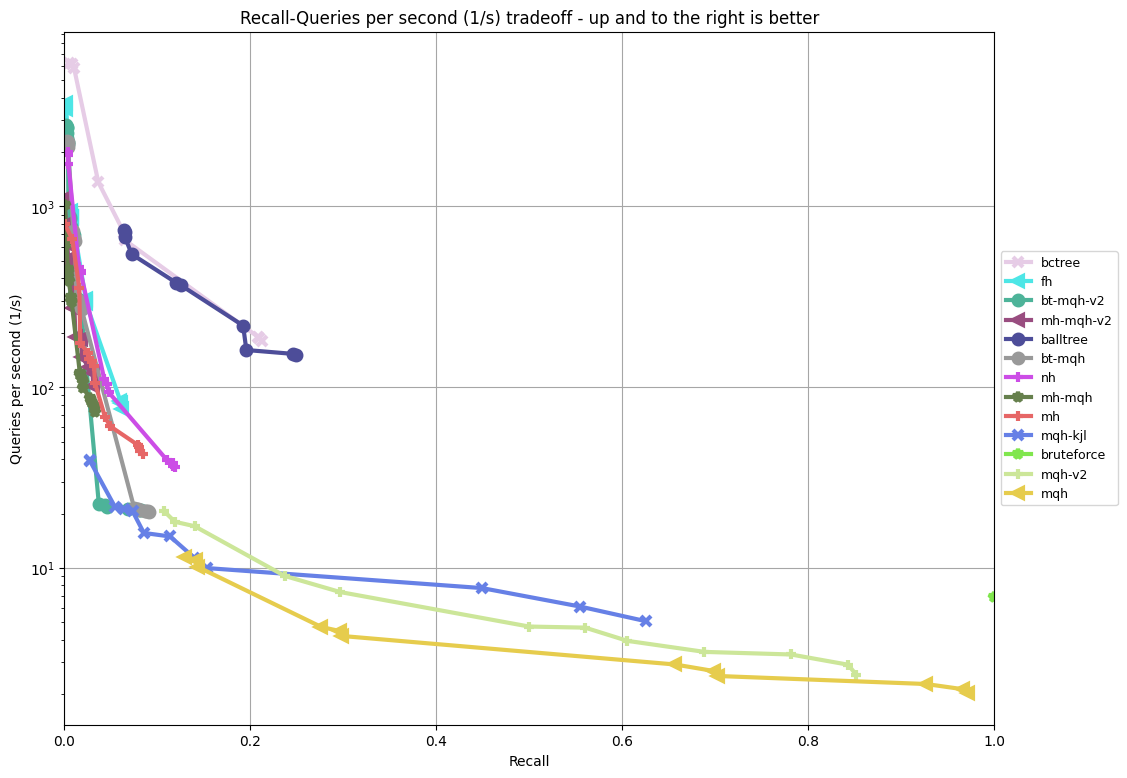 Recall-Queries per second (1/s) tradeoff - up and to the right is better
Queries per second (1/s)
10³
10²
10¹
0.0
0.2
0.4
0.6
0.8
1.0
Recall
bctree
fh
bt-mqh-v2
mh-mqh-v2
balltree
bt-mqh
nh
mh-mqh
mh
mqh-kjl
bruteforce
mqh-v2
mqh